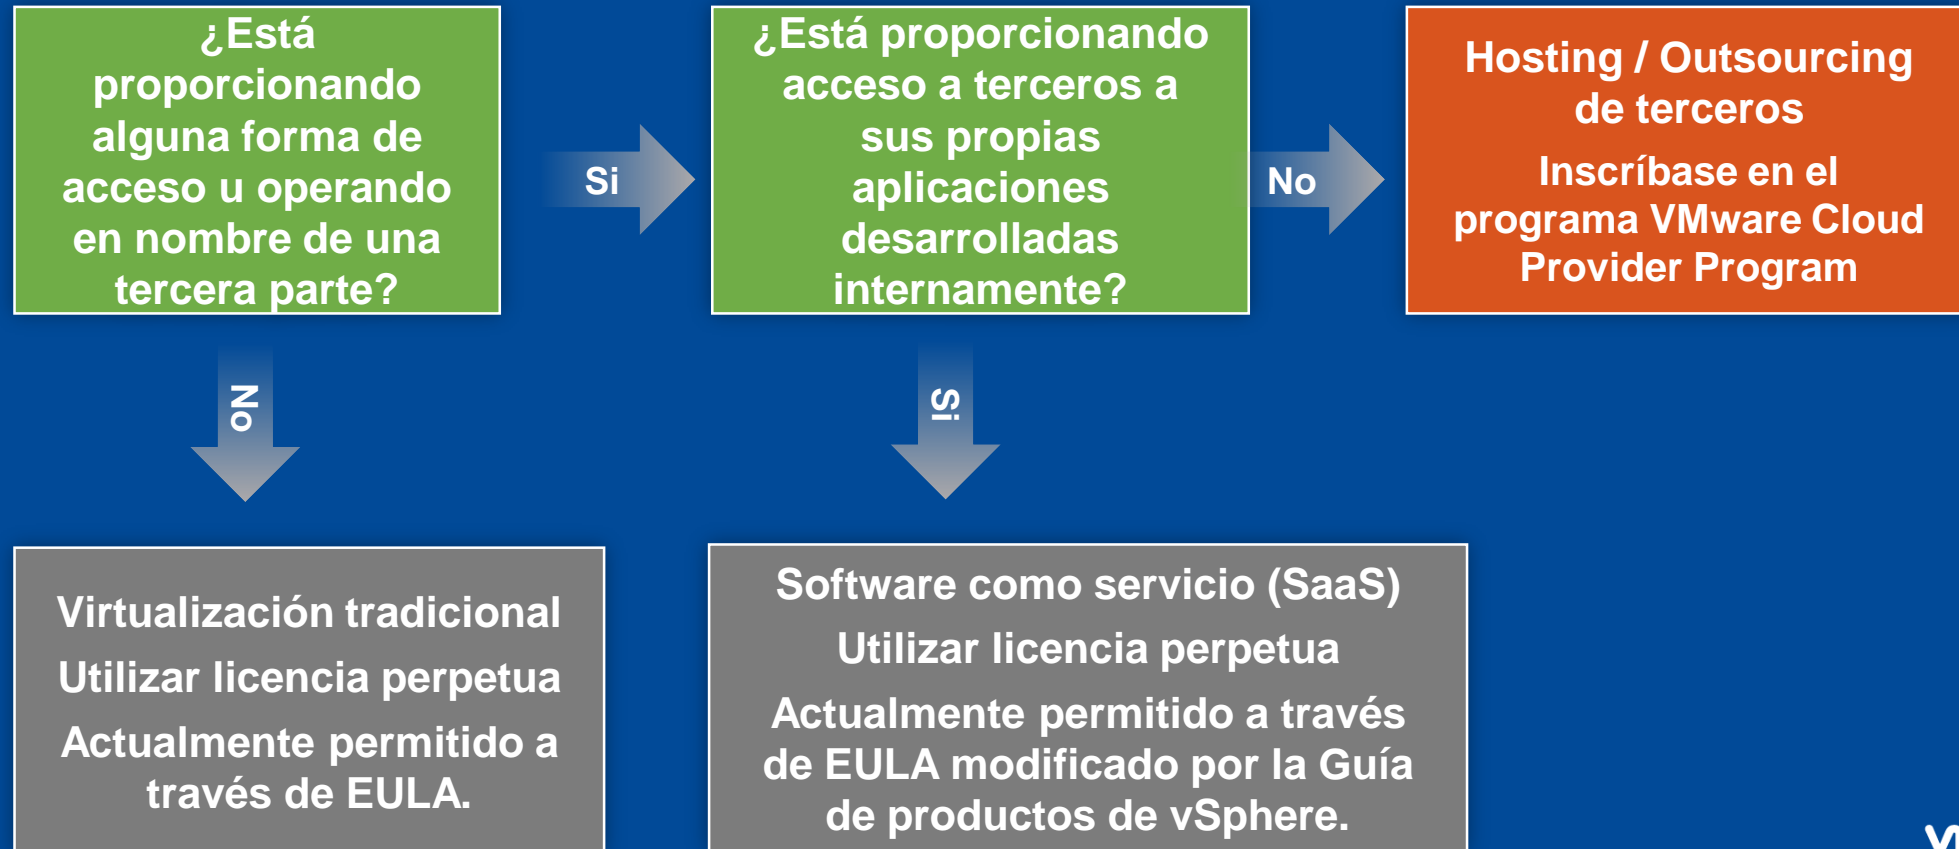 ¿Está
proporcionando
alguna forma de
acceso u operando
en nombre de una
tercera parte?
Si
¿Está proporcionando
acceso a terceros a
sus propias
aplicaciones
desarrolladas
internamente?
No
Hosting / Outsourcing
de terceros
Inscríbase en el
programa VMware Cloud
Provider Program
No
Si
Virtualización tradicional
Utilizar licencia perpetua
Actualmente permitido a
través de EULA.
Software como servicio (SaaS)
Utilizar licencia perpetua
Actualmente permitido a través
de EULA modificado por la Guía
de productos de vSphere.